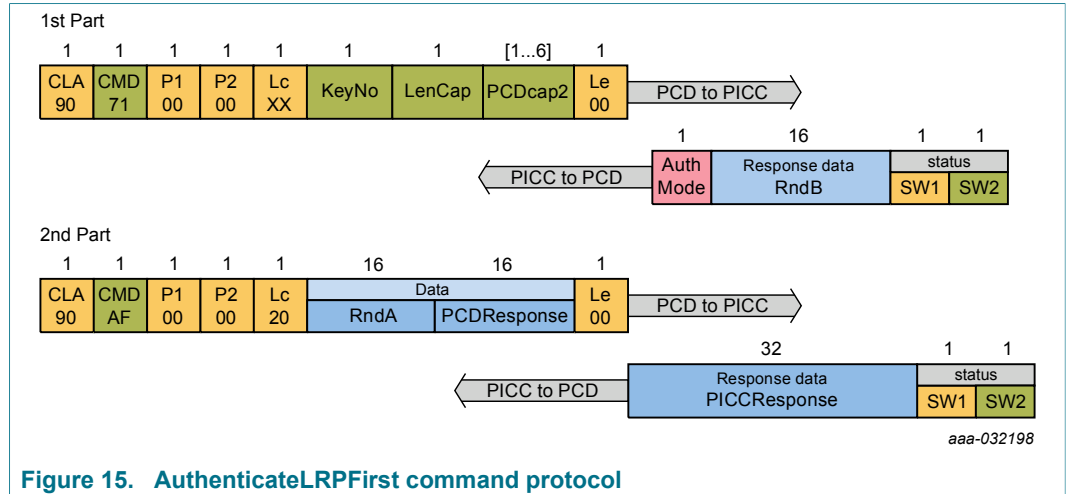 1st Part
1 1 1 1 1 1 1 [1...6] 1
CLA CMD P1 P2 Lc KeyNo LenCap PCDcap2 Le
90 71 00 00 XX 00
PCD to PICC
1 16 1 1
PICC to PCD
Auth Response data status
Mode RndB SW1 SW2
2nd Part
1 1 1 1 1 16 16 1
CLA CMD P1 P2 Lc Data Le
90 AF 00 00 20 RndA PCDResponse 00
PCD to PICC
32 1 1
PICC to PCD
Response data status
PICCResponse SW1 SW2
aaa-032198
Figure 15. AuthenticateLRPFirst command protocol